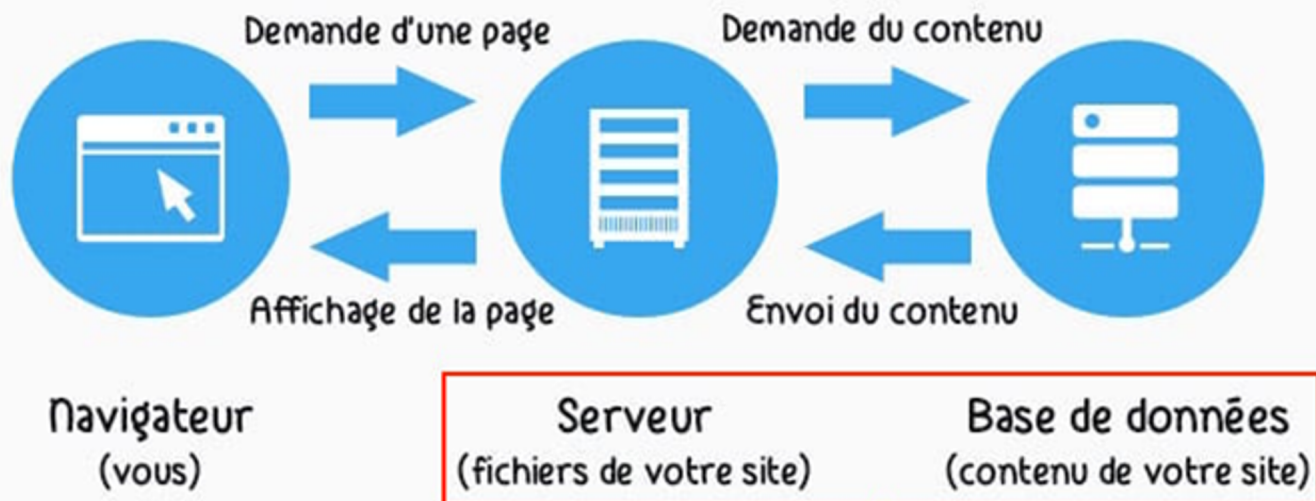 Demande d'une page
Demande du contenu
Affichage de la page
Envoi du contenu
Navigateur
(vous)
Serveur
(fichiers de votre site)
Base de données
(contenu de votre site)